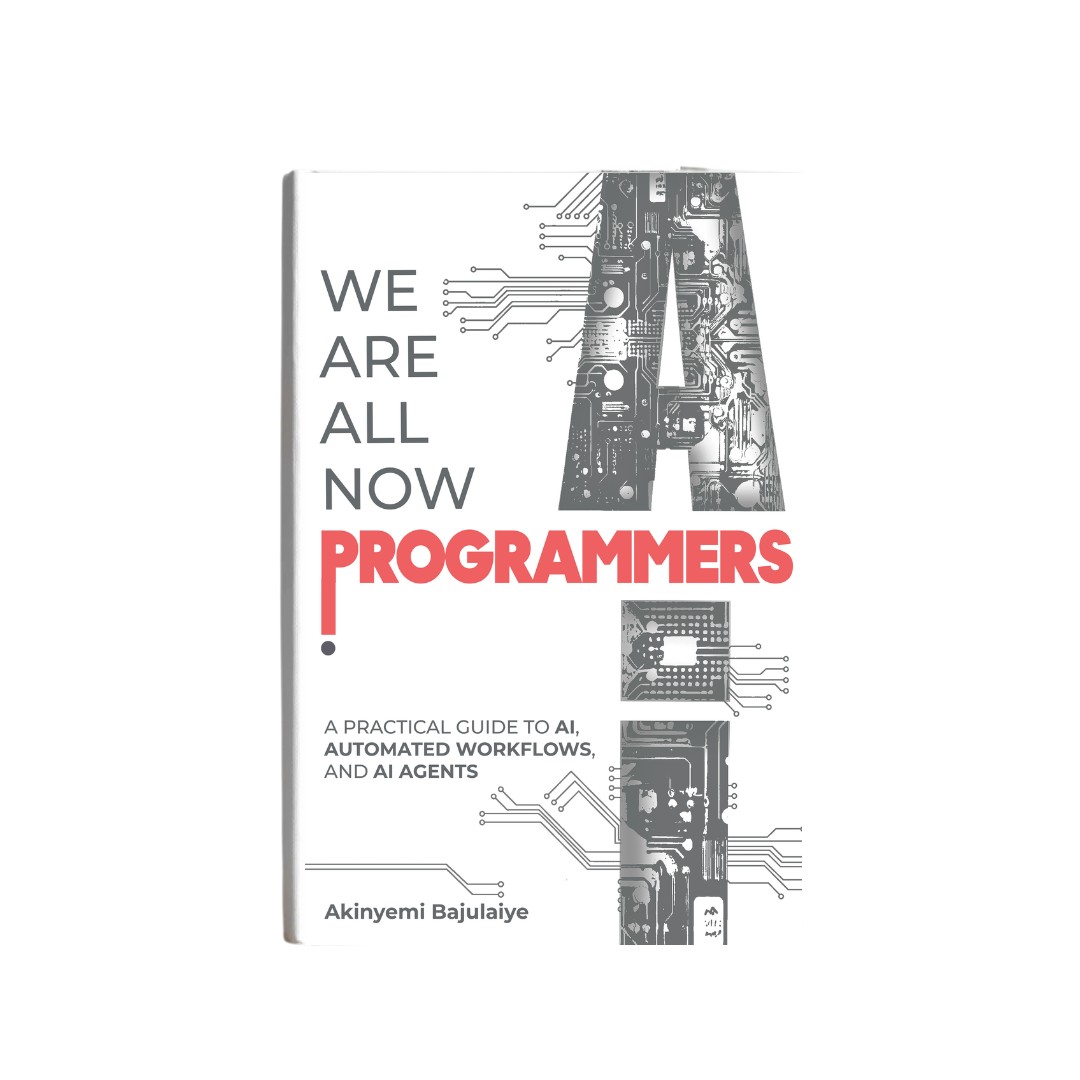 WE
ARE
ALL
NOW
PROGRAMMERS
A PRACTICAL GUIDE TO AI,
AUTOMATED WORKFLOWS,
AND AI AGENTS
Akinyemi Bajulaiye